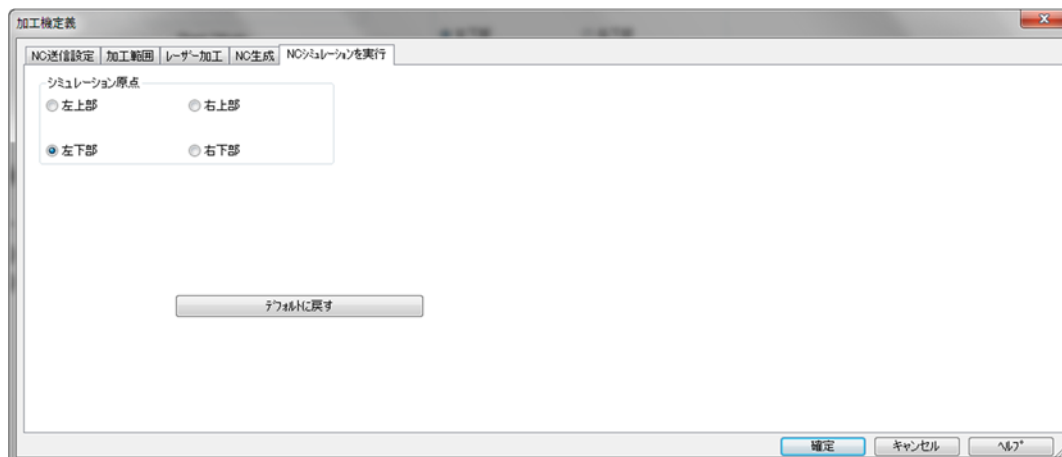 加工機定義
NC送信設定 加工範囲 レーザー加工 NC生成 NCｼﾐｭﾚｰｼｮﾝを実行
シミュレーション原点
左上部 右上部
左下部 右下部
ﾃﾞﾌｫﾙﾄに戻す
確定 キャンセル ﾍﾙﾌﾟ